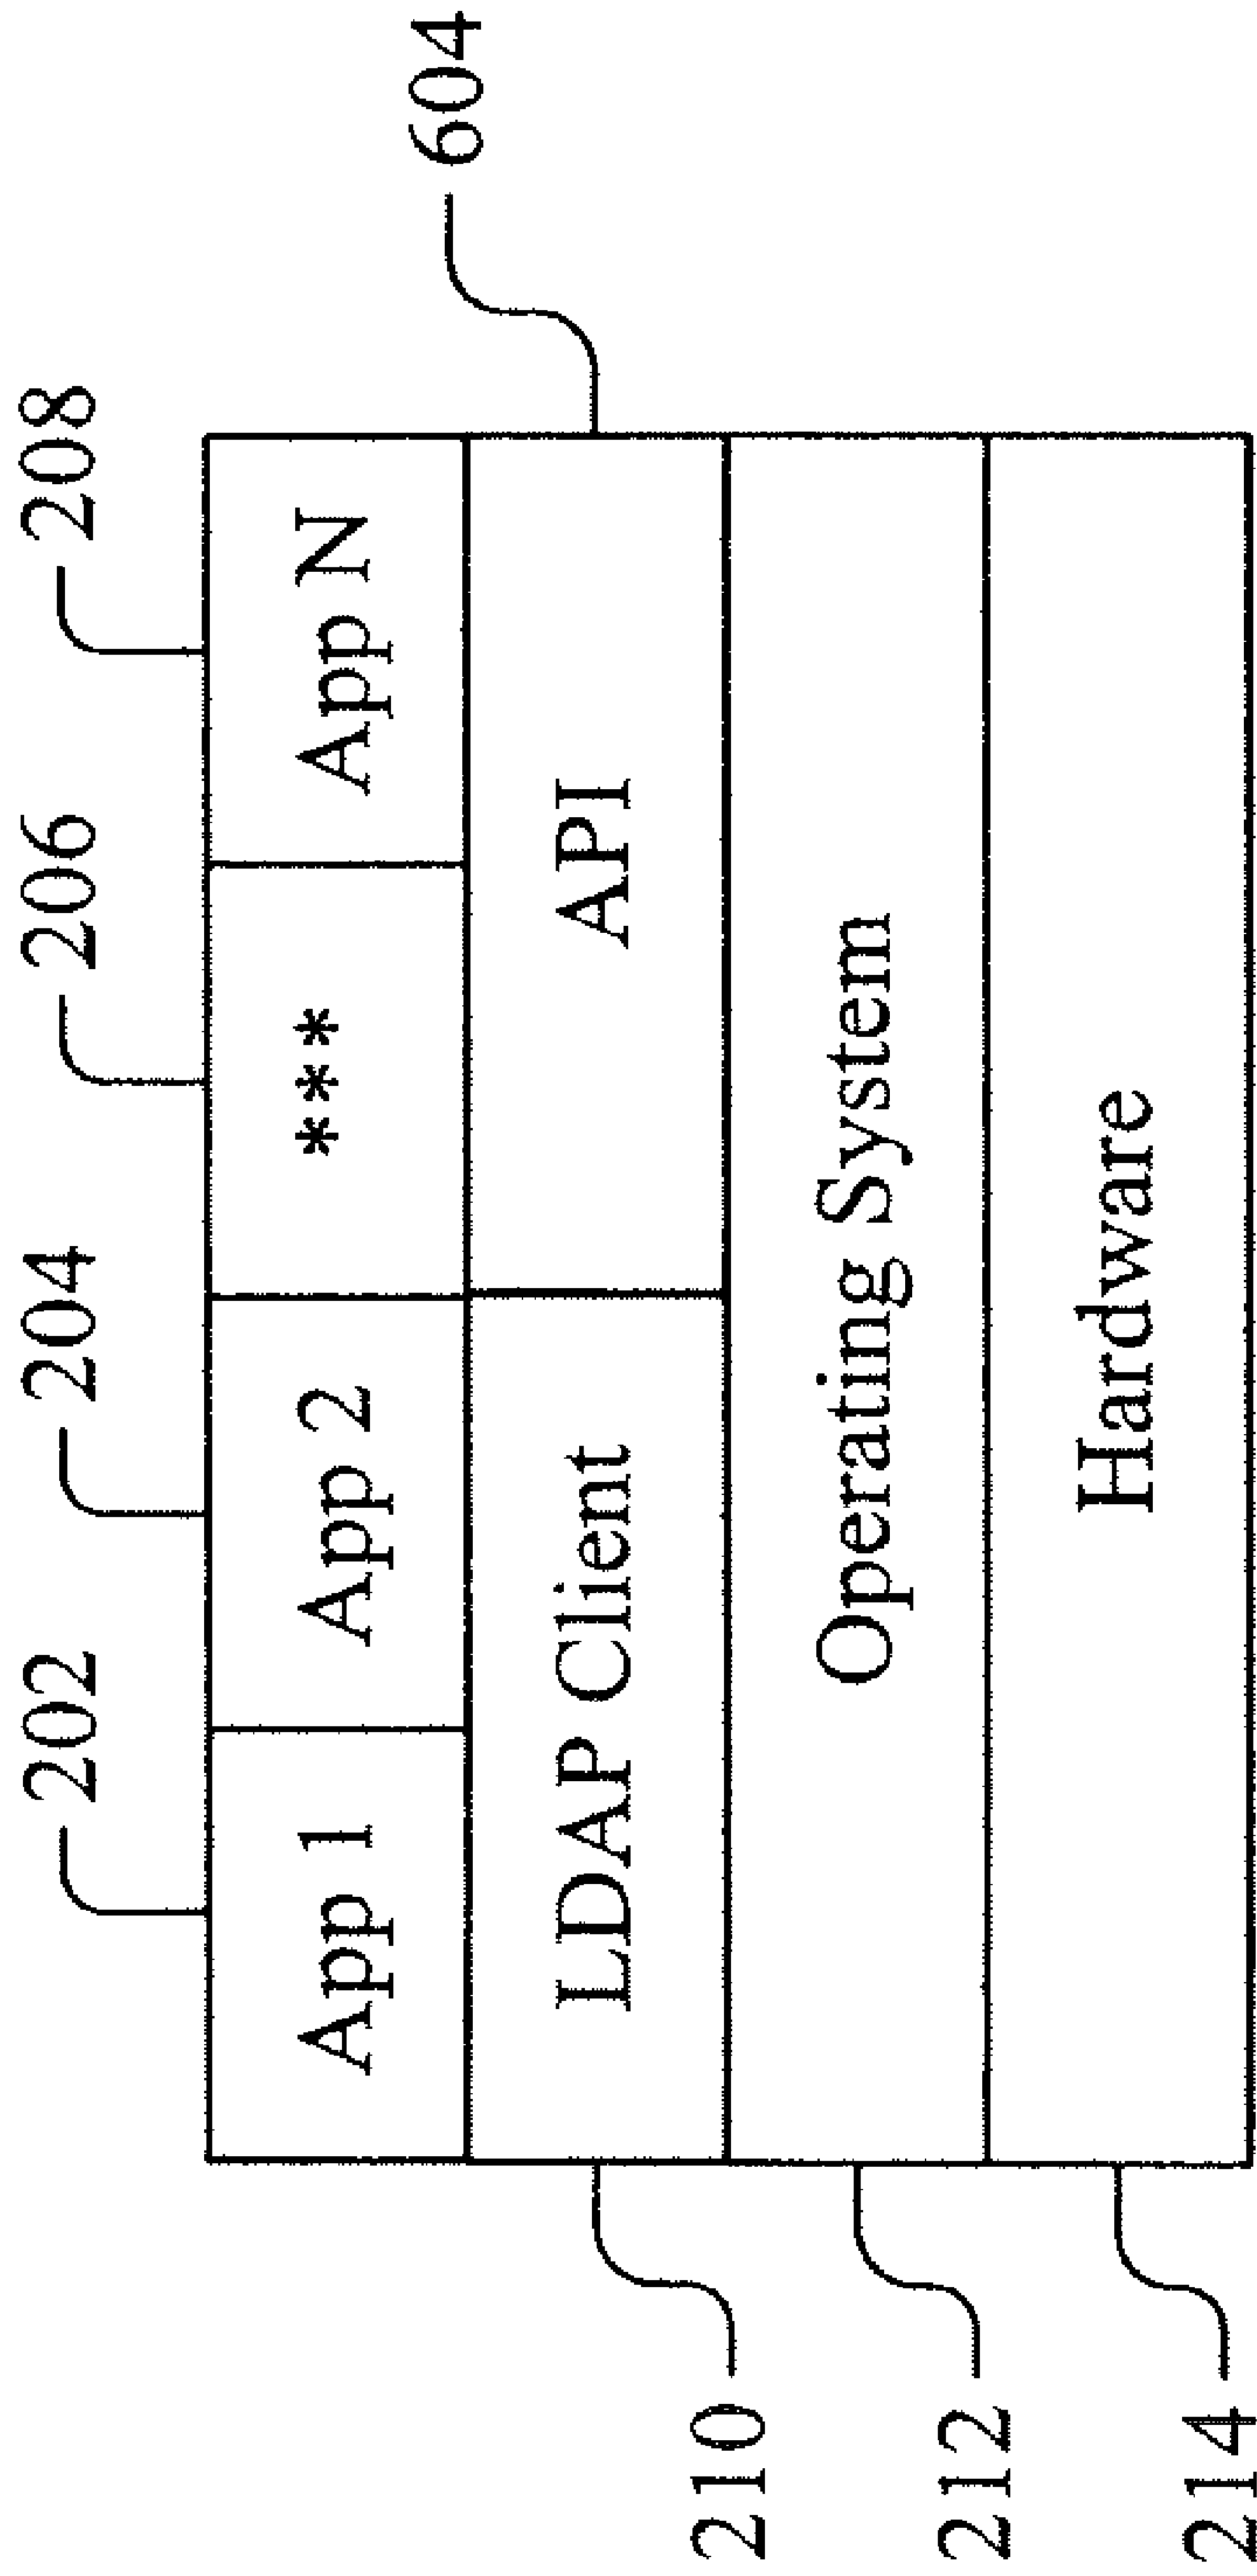 202
204
206
208
App 1
App 2
***
App N
604
LDAP Client
API
210
Operating System
212
Hardware
214